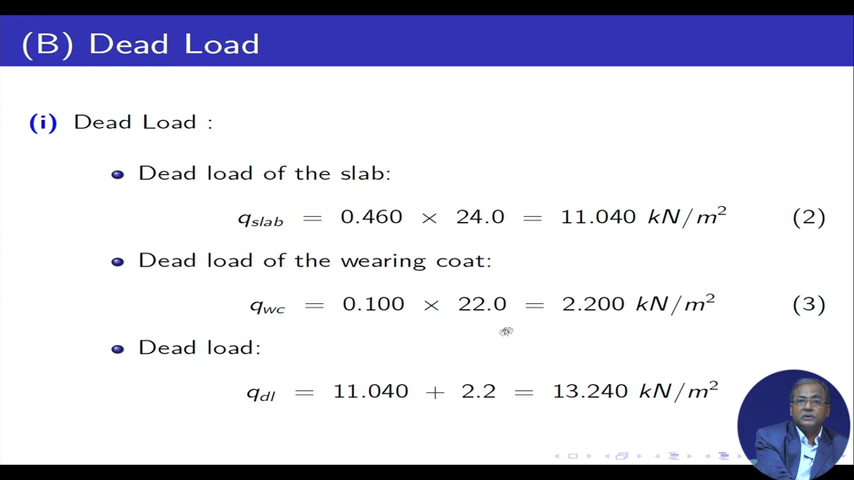 (B) Dead Load
(i) Dead Load :
Dead load of the slab:
q_slab = 0.460 × 24.0 = 11.040 kN/m² (2)
Dead load of the wearing coat:
q_wc = 0.100 × 22.0 = 2.200 kN/m² (3)
Dead load:
q_dl = 11.040 + 2.2 = 13.240 kN/m²